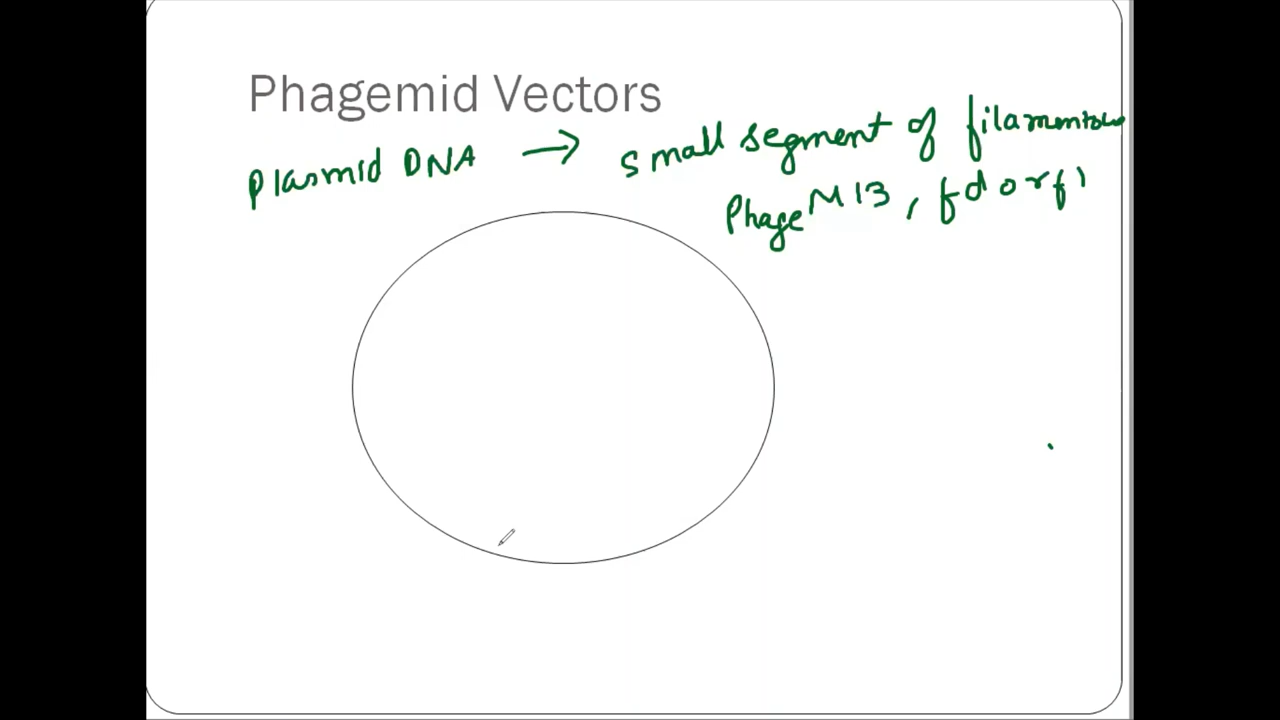 Phagemid Vectors
Plasmid DNA → small segment of filamentous
Phage M13, fd or f1